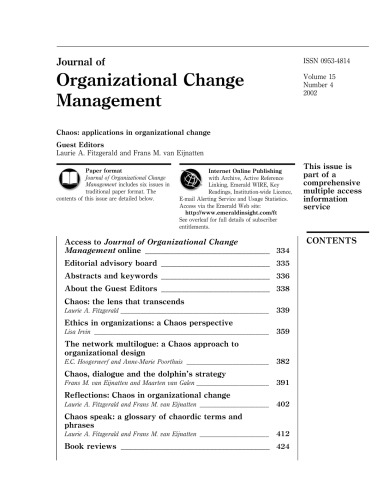 Journal of
Organizational Change
Management
ISSN 0953-4814
Volume 15
Number 4
2002
Chaos: applications in organizational change
Guest Editors
Laurie A. Fitzgerald and Frans M. van Eijnatten
Paper format
Journal of Organizational Change
Management includes six issues in
traditional paper format. The
contents of this issue are detailed below.
Internet Online Publishing
with Archive, Active Reference
Linking, Emerald WIRE, Key
Readings, Institution-wide Licence,
E-mail Alerting Service and Usage Statistics.
Access via the Emerald Web site:
http://www.emeraldinsight.com/ft
See overleaf for full details of subscriber
entitlements.
This issue is
part of a
comprehensive
multiple access
information
service
CONTENTS
Access to Journal of Organizational Change
Management online 334
Editorial advisory board 335
Abstracts and keywords 336
About the Guest Editors 338
Chaos: the lens that transcends
Laurie A. Fitzgerald 339
Ethics in organizations: a Chaos perspective
Lisa Irvin 359
The network multilogue: a Chaos approach to
organizational design
E.C. Hoogerwerf and Anne-Marie Poorthuis 382
Chaos, dialogue and the dolphin's strategy
Frans M. van Eijnatten and Maarten van Galen 391
Reflections: Chaos in organizational change
Laurie A. Fitzgerald and Frans M. van Eijnatten 402
Chaos speak: a glossary of chaordic terms and
phrases
Laurie A. Fitzgerald and Frans M. van Eijnatten 412
Book reviews 424